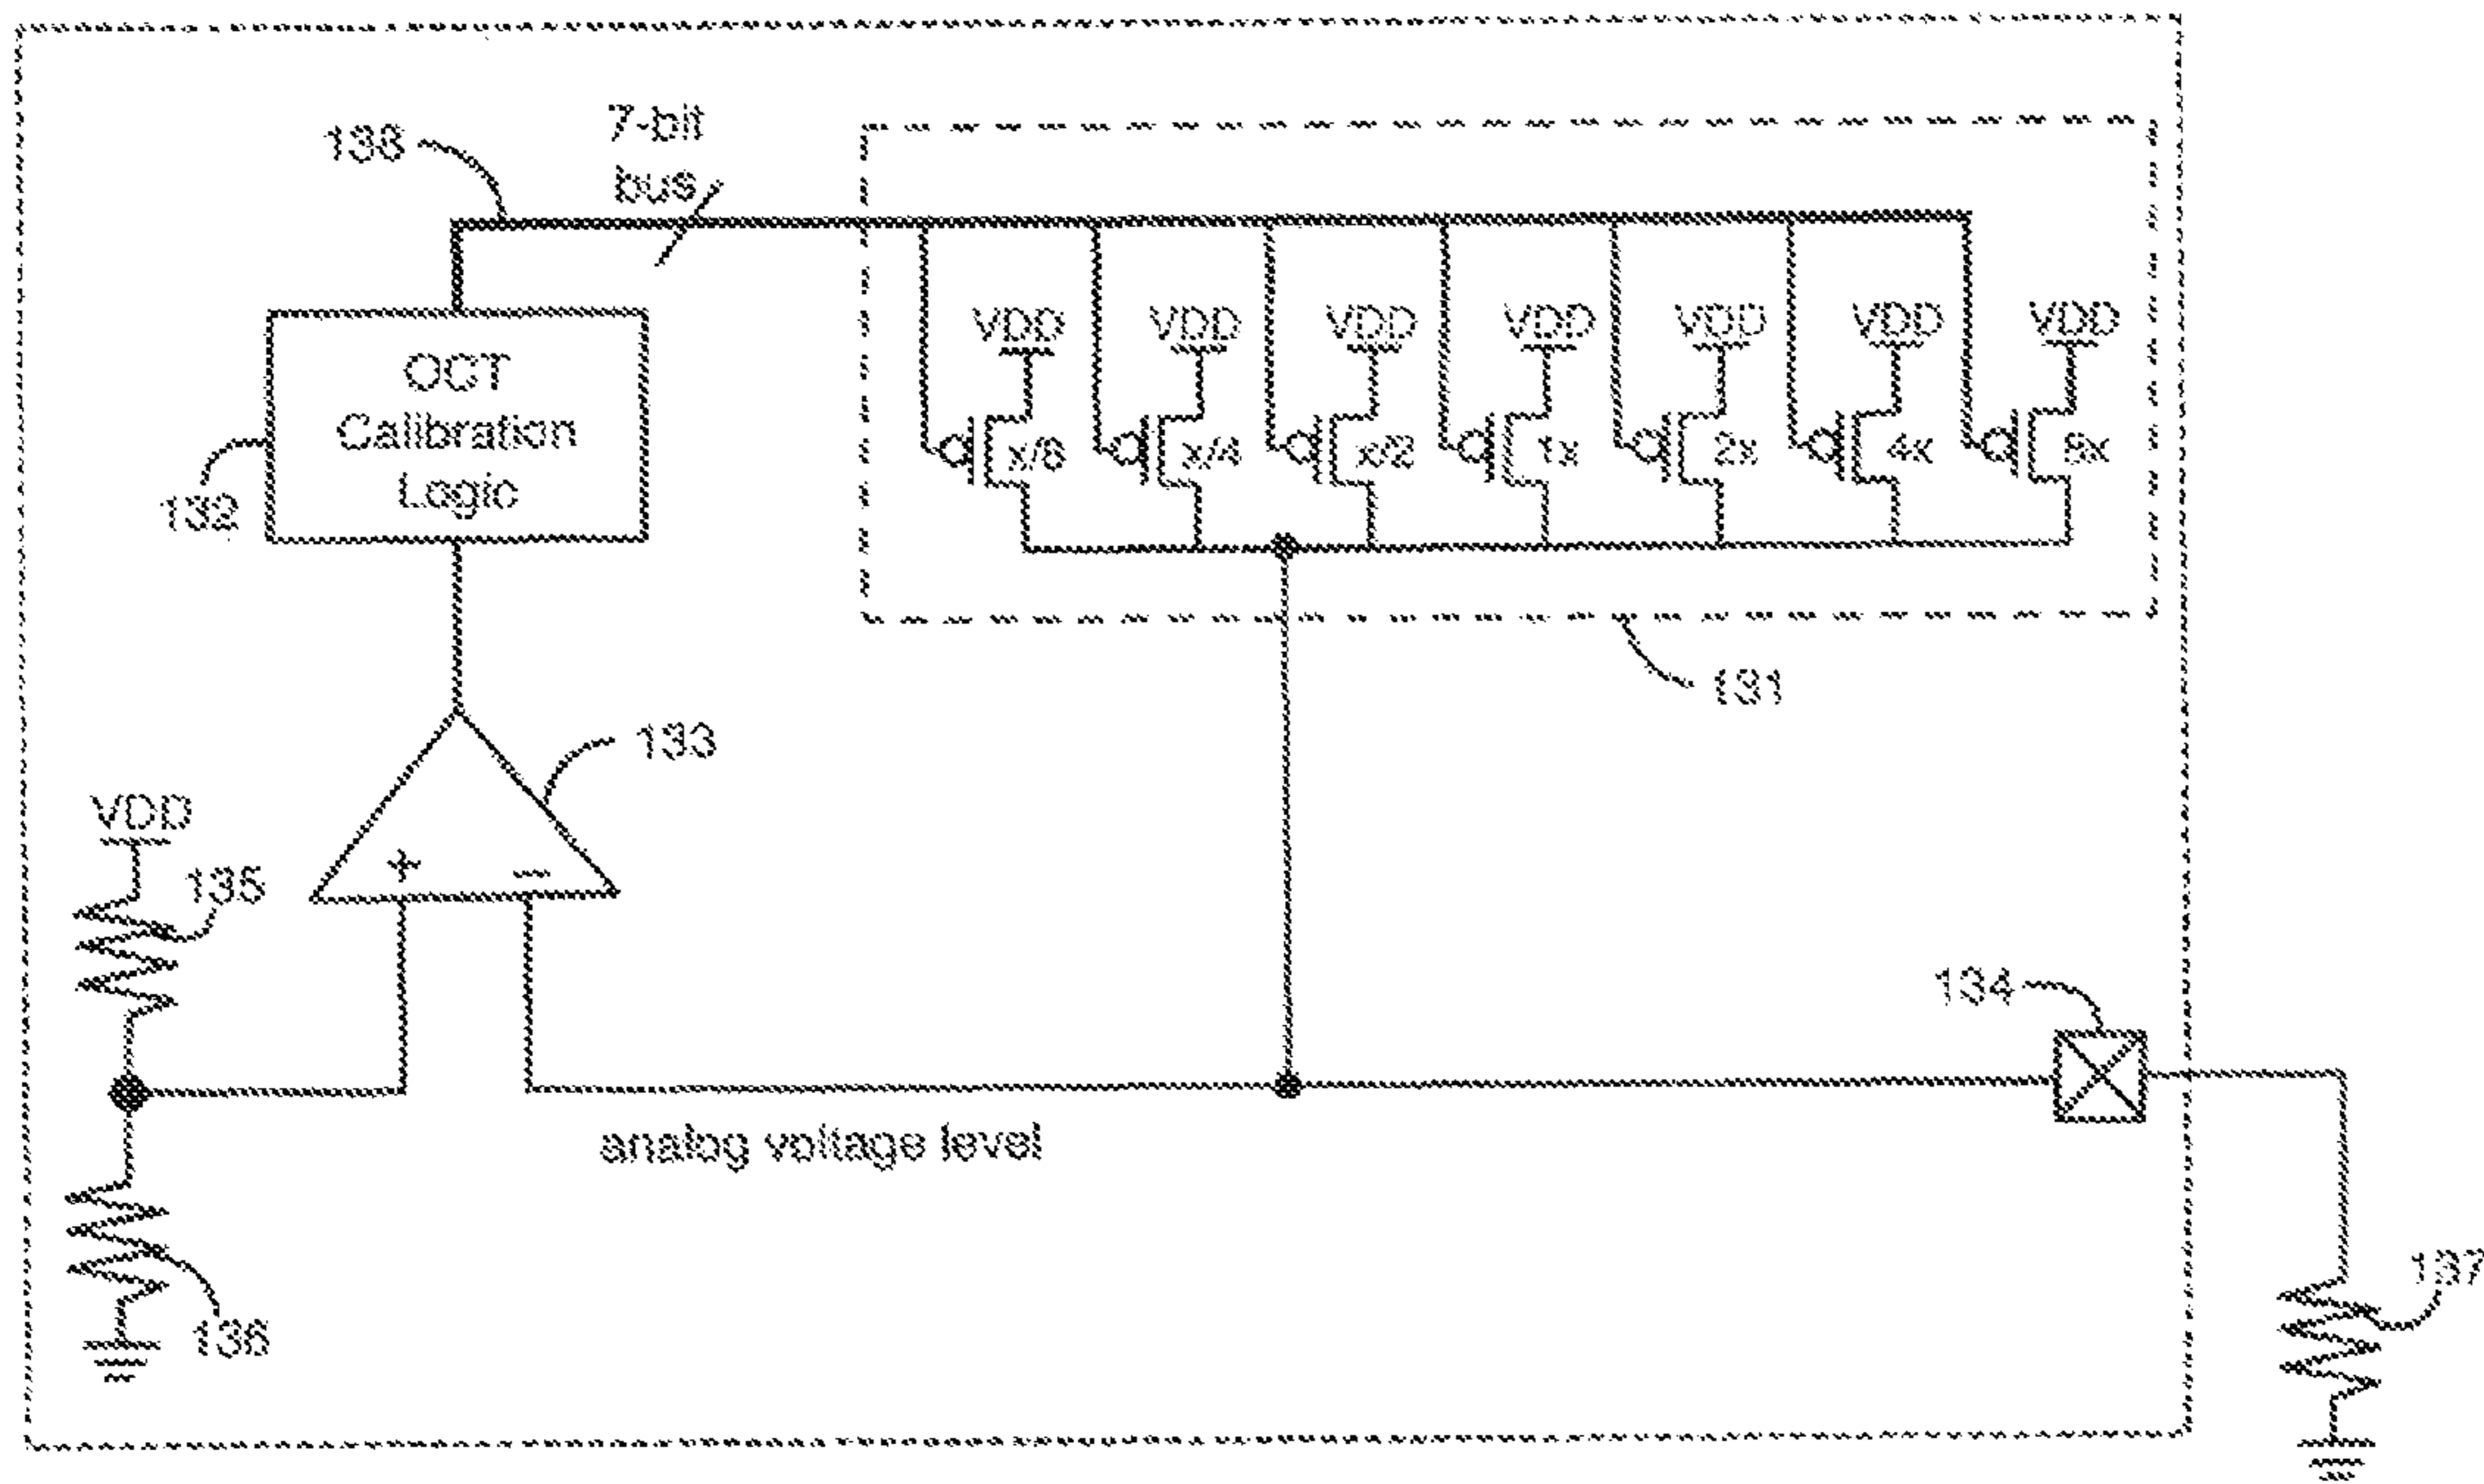 7-bit
bus
138
VDD VDD VDD VDD VDD VDD VDD
OCT
Calibration
Logic
x/8 x/4 x/2 1x 2x 4x 8x
132
131
133
VDD
135
134
analog voltage level
137
136